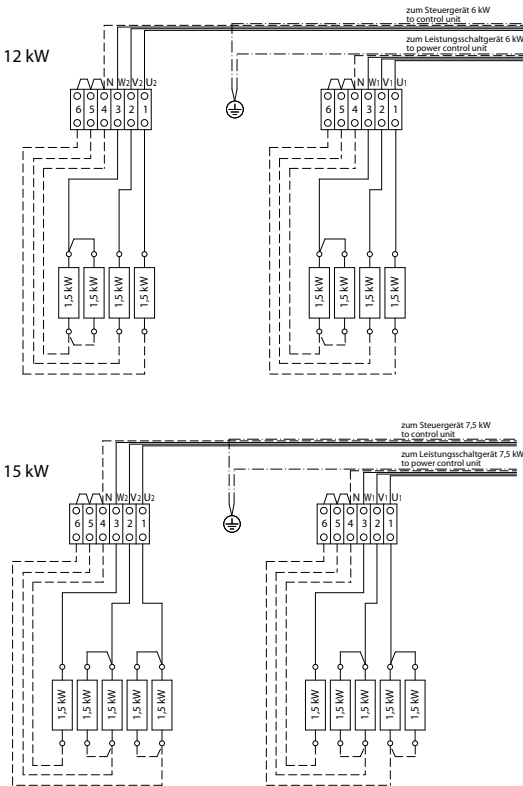 zum Steuergerät 6 kW
to control unit
zum Leistungsschaltgerät 6 kW
to power control unit
12 kW
N W2 V2 U2
6 5 4 3 2 1
N W1 V1 U1
6 5 4 3 2 1
1,5 kW 1,5 kW 1,5 kW 1,5 kW
1,5 kW 1,5 kW 1,5 kW 1,5 kW
zum Steuergerät 7,5 kW
to control unit
zum Leistungsschaltgerät 7,5 kW
to power control unit
15 kW
N W2 V2 U2
6 5 4 3 2 1
N W1 V1 U1
6 5 4 3 2 1
1,5 kW 1,5 kW 1,5 kW 1,5 kW 1,5 kW
1,5 kW 1,5 kW 1,5 kW 1,5 kW 1,5 kW